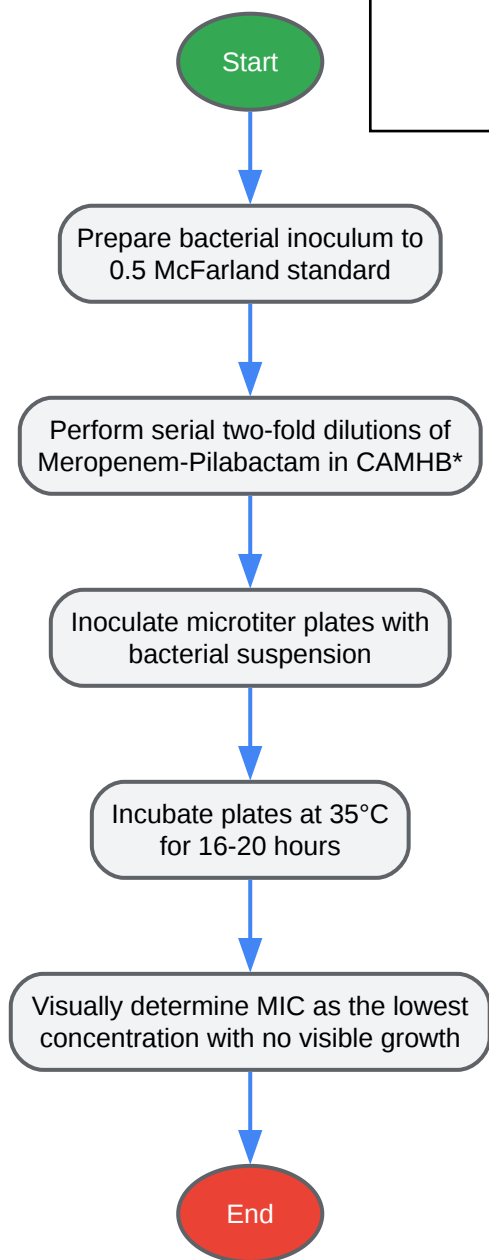 Start
Prepare bacterial inoculum to
0.5 McFarland standard
Perform serial two-fold dilutions of
Meropenem-Pilabactam in CAMHB*
Inoculate microtiter plates with
bacterial suspension
Incubate plates at 35°C
for 16-20 hours
Visually determine MIC as the lowest
concentration with no visible growth
End